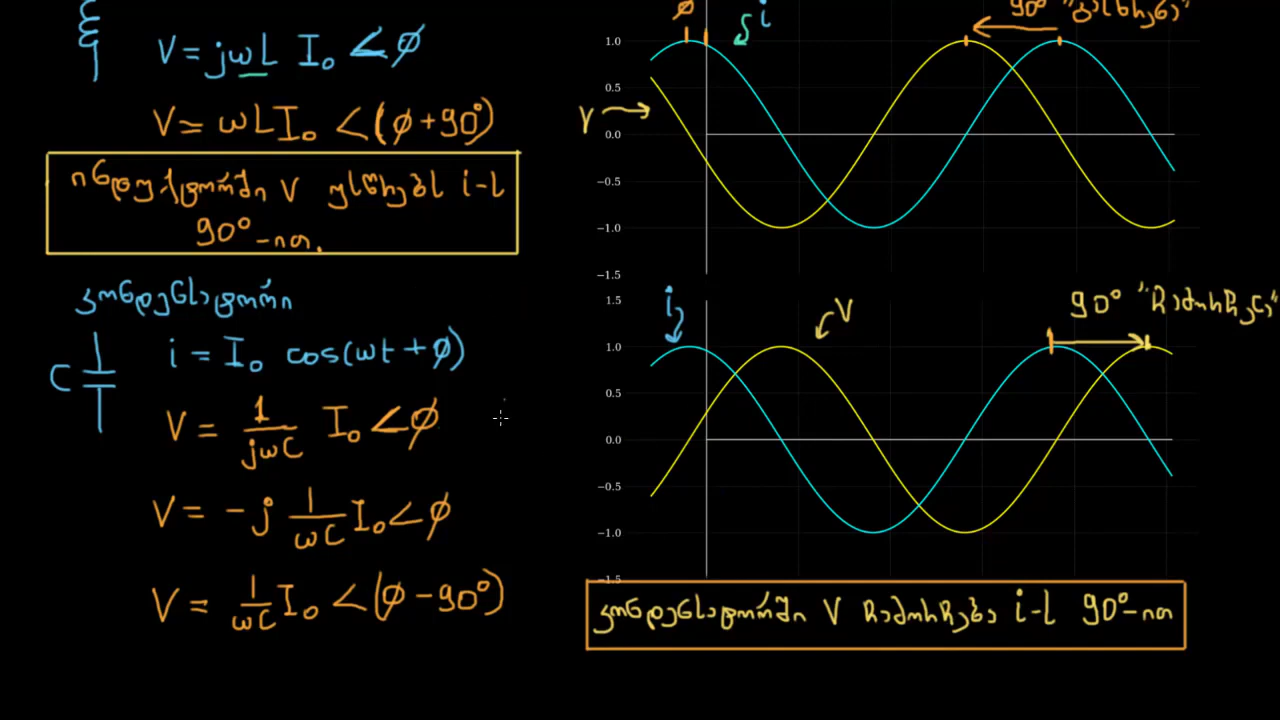 V = jωL I₀ ∠φ
V = ωL I₀ ∠(φ+90°)
ინდუქტორში V უსწრებს i-ს
90°-ით.
კონდენსატორი
C
i = I₀ cos(ωt + φ)
V = 1/jωC I₀ ∠φ
V = -j 1/ωC I₀ ∠φ
V = 1/ωC I₀ ∠(φ - 90°)
φ
i
90°
V
1.0
0.5
0.0
−0.5
−1.0
−1.5
i
V
90° "ჩამორჩენა"
1.5
1.0
0.5
0.0
−0.5
−1.0
−1.5
კონდენსატორში V ჩამორჩება i-ს 90°-ით